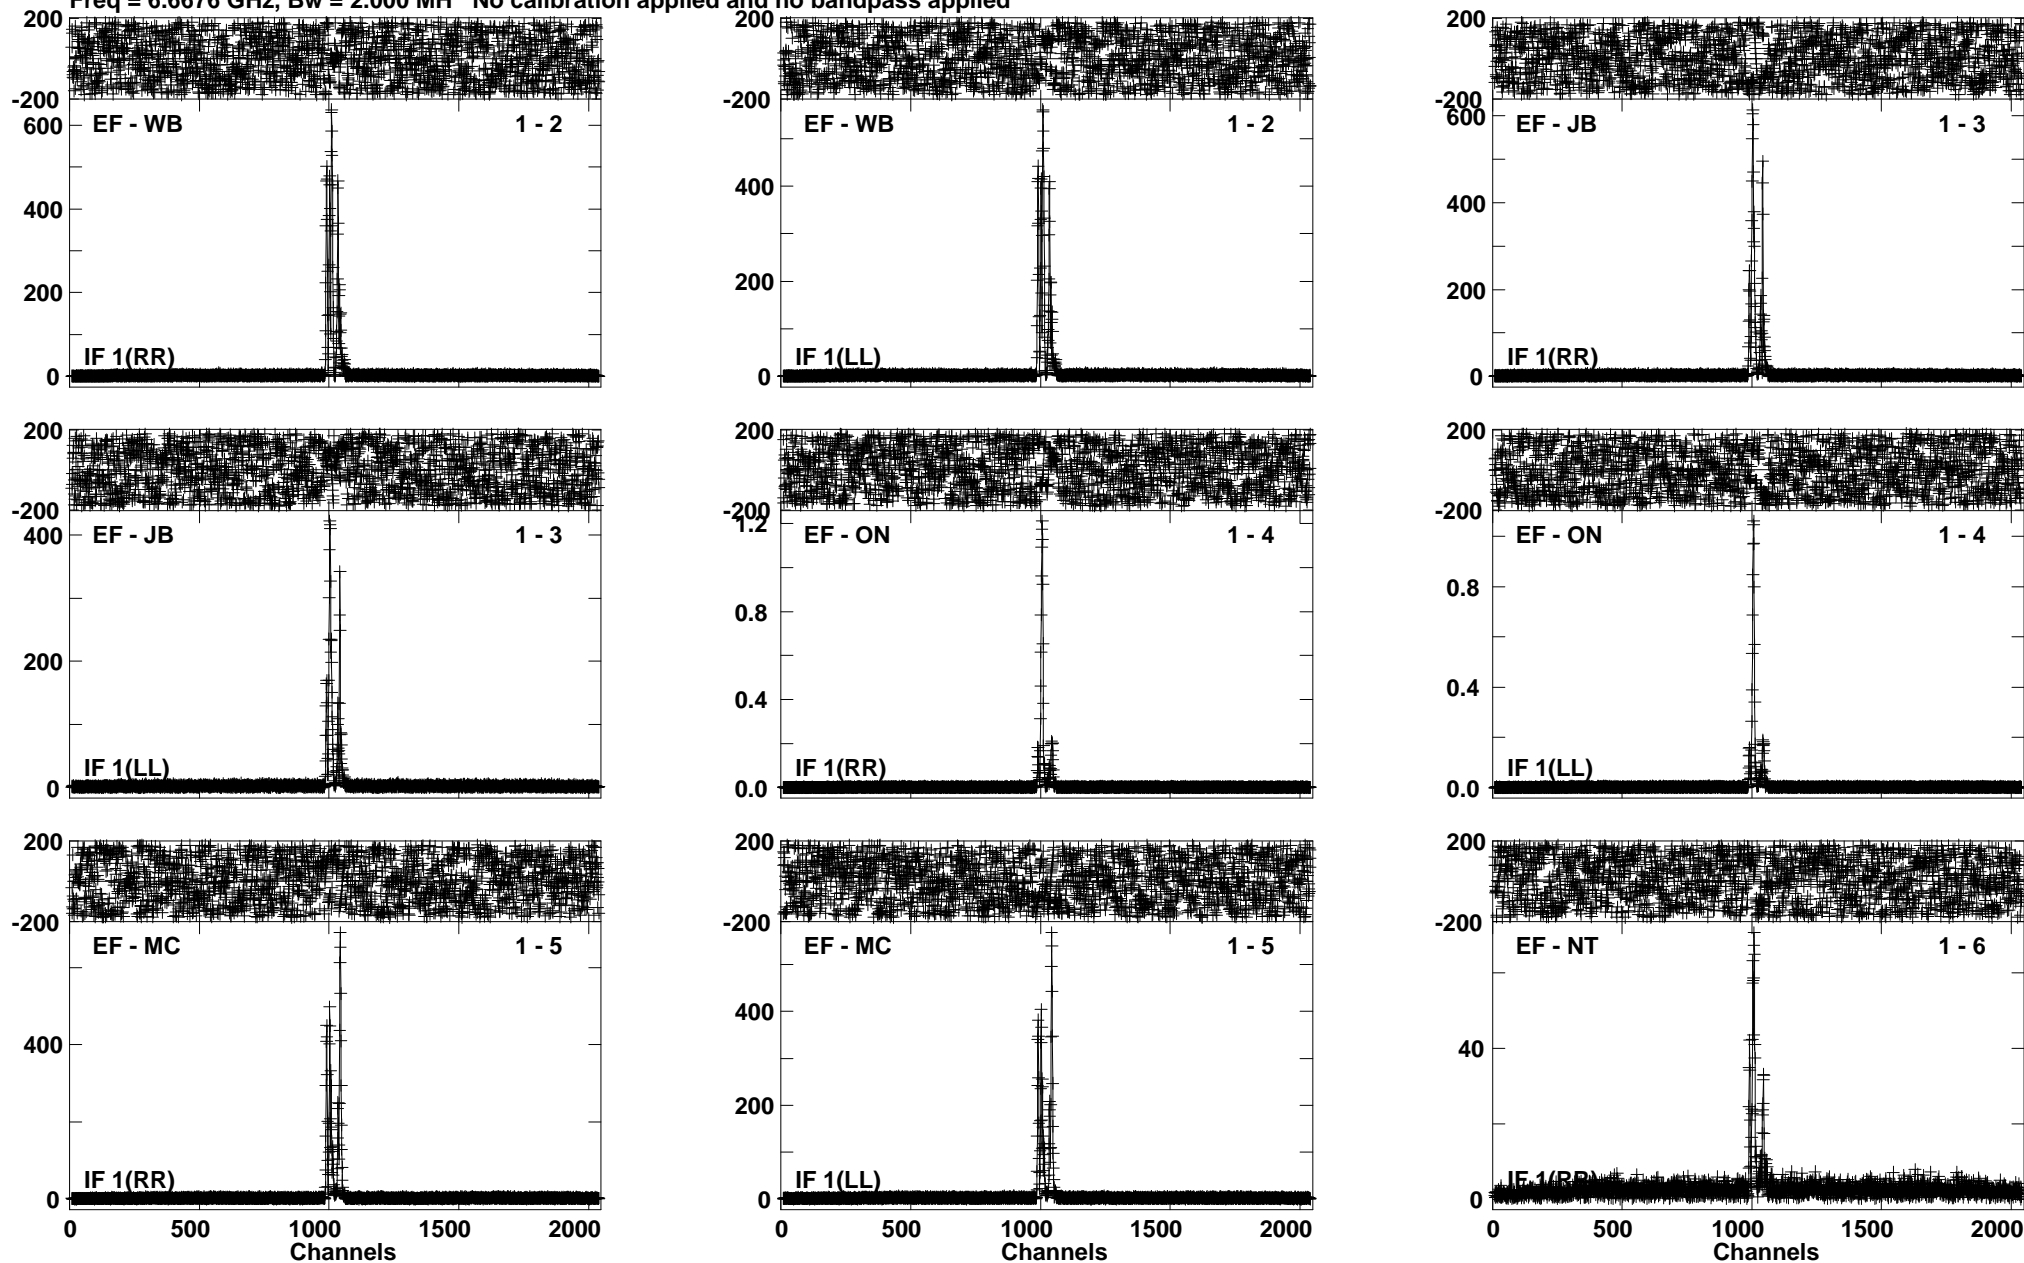 Freq = 6.6676 GHz, Bw = 2.000 MH   No calibration applied and no bandpass applied
200 200 200
-200 -200 -200
600 600
EF - WB 1 - 2 EF - WB 1 - 2 EF - JB 1 - 3
400 400 400
200 200 200
IF 1(RR) IF 1(LL) IF 1(RR)
0 0 0
200 200 200
-200 -200 -200
1.2
400 EF - JB 1 - 3 EF - ON 1 - 4 EF - ON 1 - 4
0.8 0.8
200
0.4 0.4
IF 1(LL) IF 1(RR) IF 1(LL)
0 0.0 0.0
200 200 200
-200 -200 -200
EF - MC 1 - 5 EF - MC 1 - 5 EF - NT 1 - 6
400 400 40
200 20
IF 1(RR) IF 1(LL) IF 1(RR)
0 0 0
0 500 1000 1500 2000 0 500 1000 1500 2000 0 500 1000 1500 2000
Channels Channels Channels